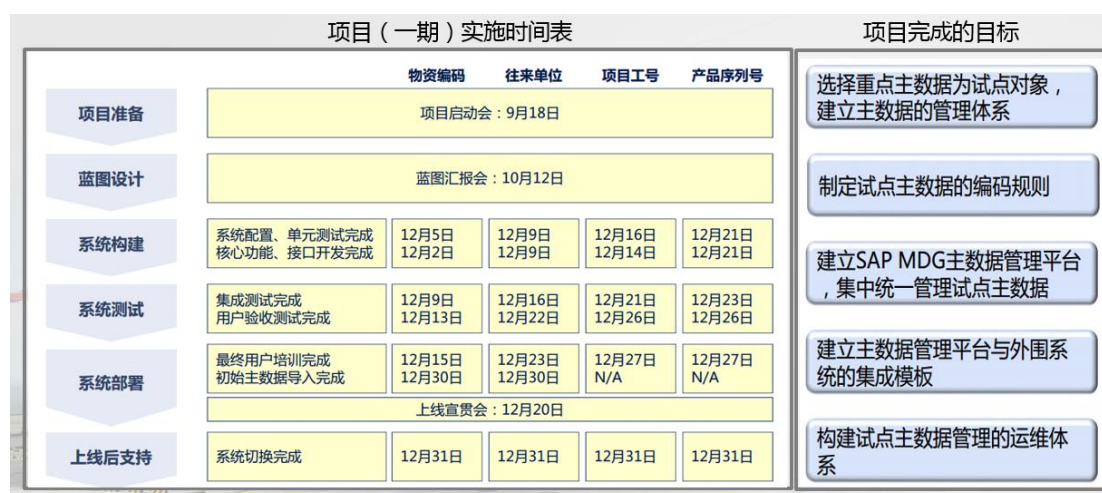 项目（一期）实施时间表
项目完成的目标
物资编码 往来单位 项目工号 产品序列号
项目准备
项目启动会：9月18日
蓝图设计
蓝图汇报会：10月12日
系统构建
系统配置、单元测试完成 12月5日 12月9日 12月16日 12月21日
核心功能、接口开发完成 12月2日 12月9日 12月14日 12月21日
系统测试
集成测试完成 12月9日 12月16日 12月21日 12月23日
用户验收测试完成 12月13日 12月22日 12月26日 12月26日
系统部署
最终用户培训完成 12月15日 12月23日 12月27日 12月27日
初始主数据导入完成 12月30日 12月30日 N/A N/A
上线宣贯会：12月20日
上线后支持
系统切换完成 12月31日 12月31日 12月31日 12月31日
选择重点主数据为试点对象，
建立主数据的管理体系
制定试点主数据的编码规则
建立SAP MDG主数据管理平台
，集中统一管理试点主数据
建立主数据管理平台与外围系
统的集成模板
构建试点主数据管理的运维体
系